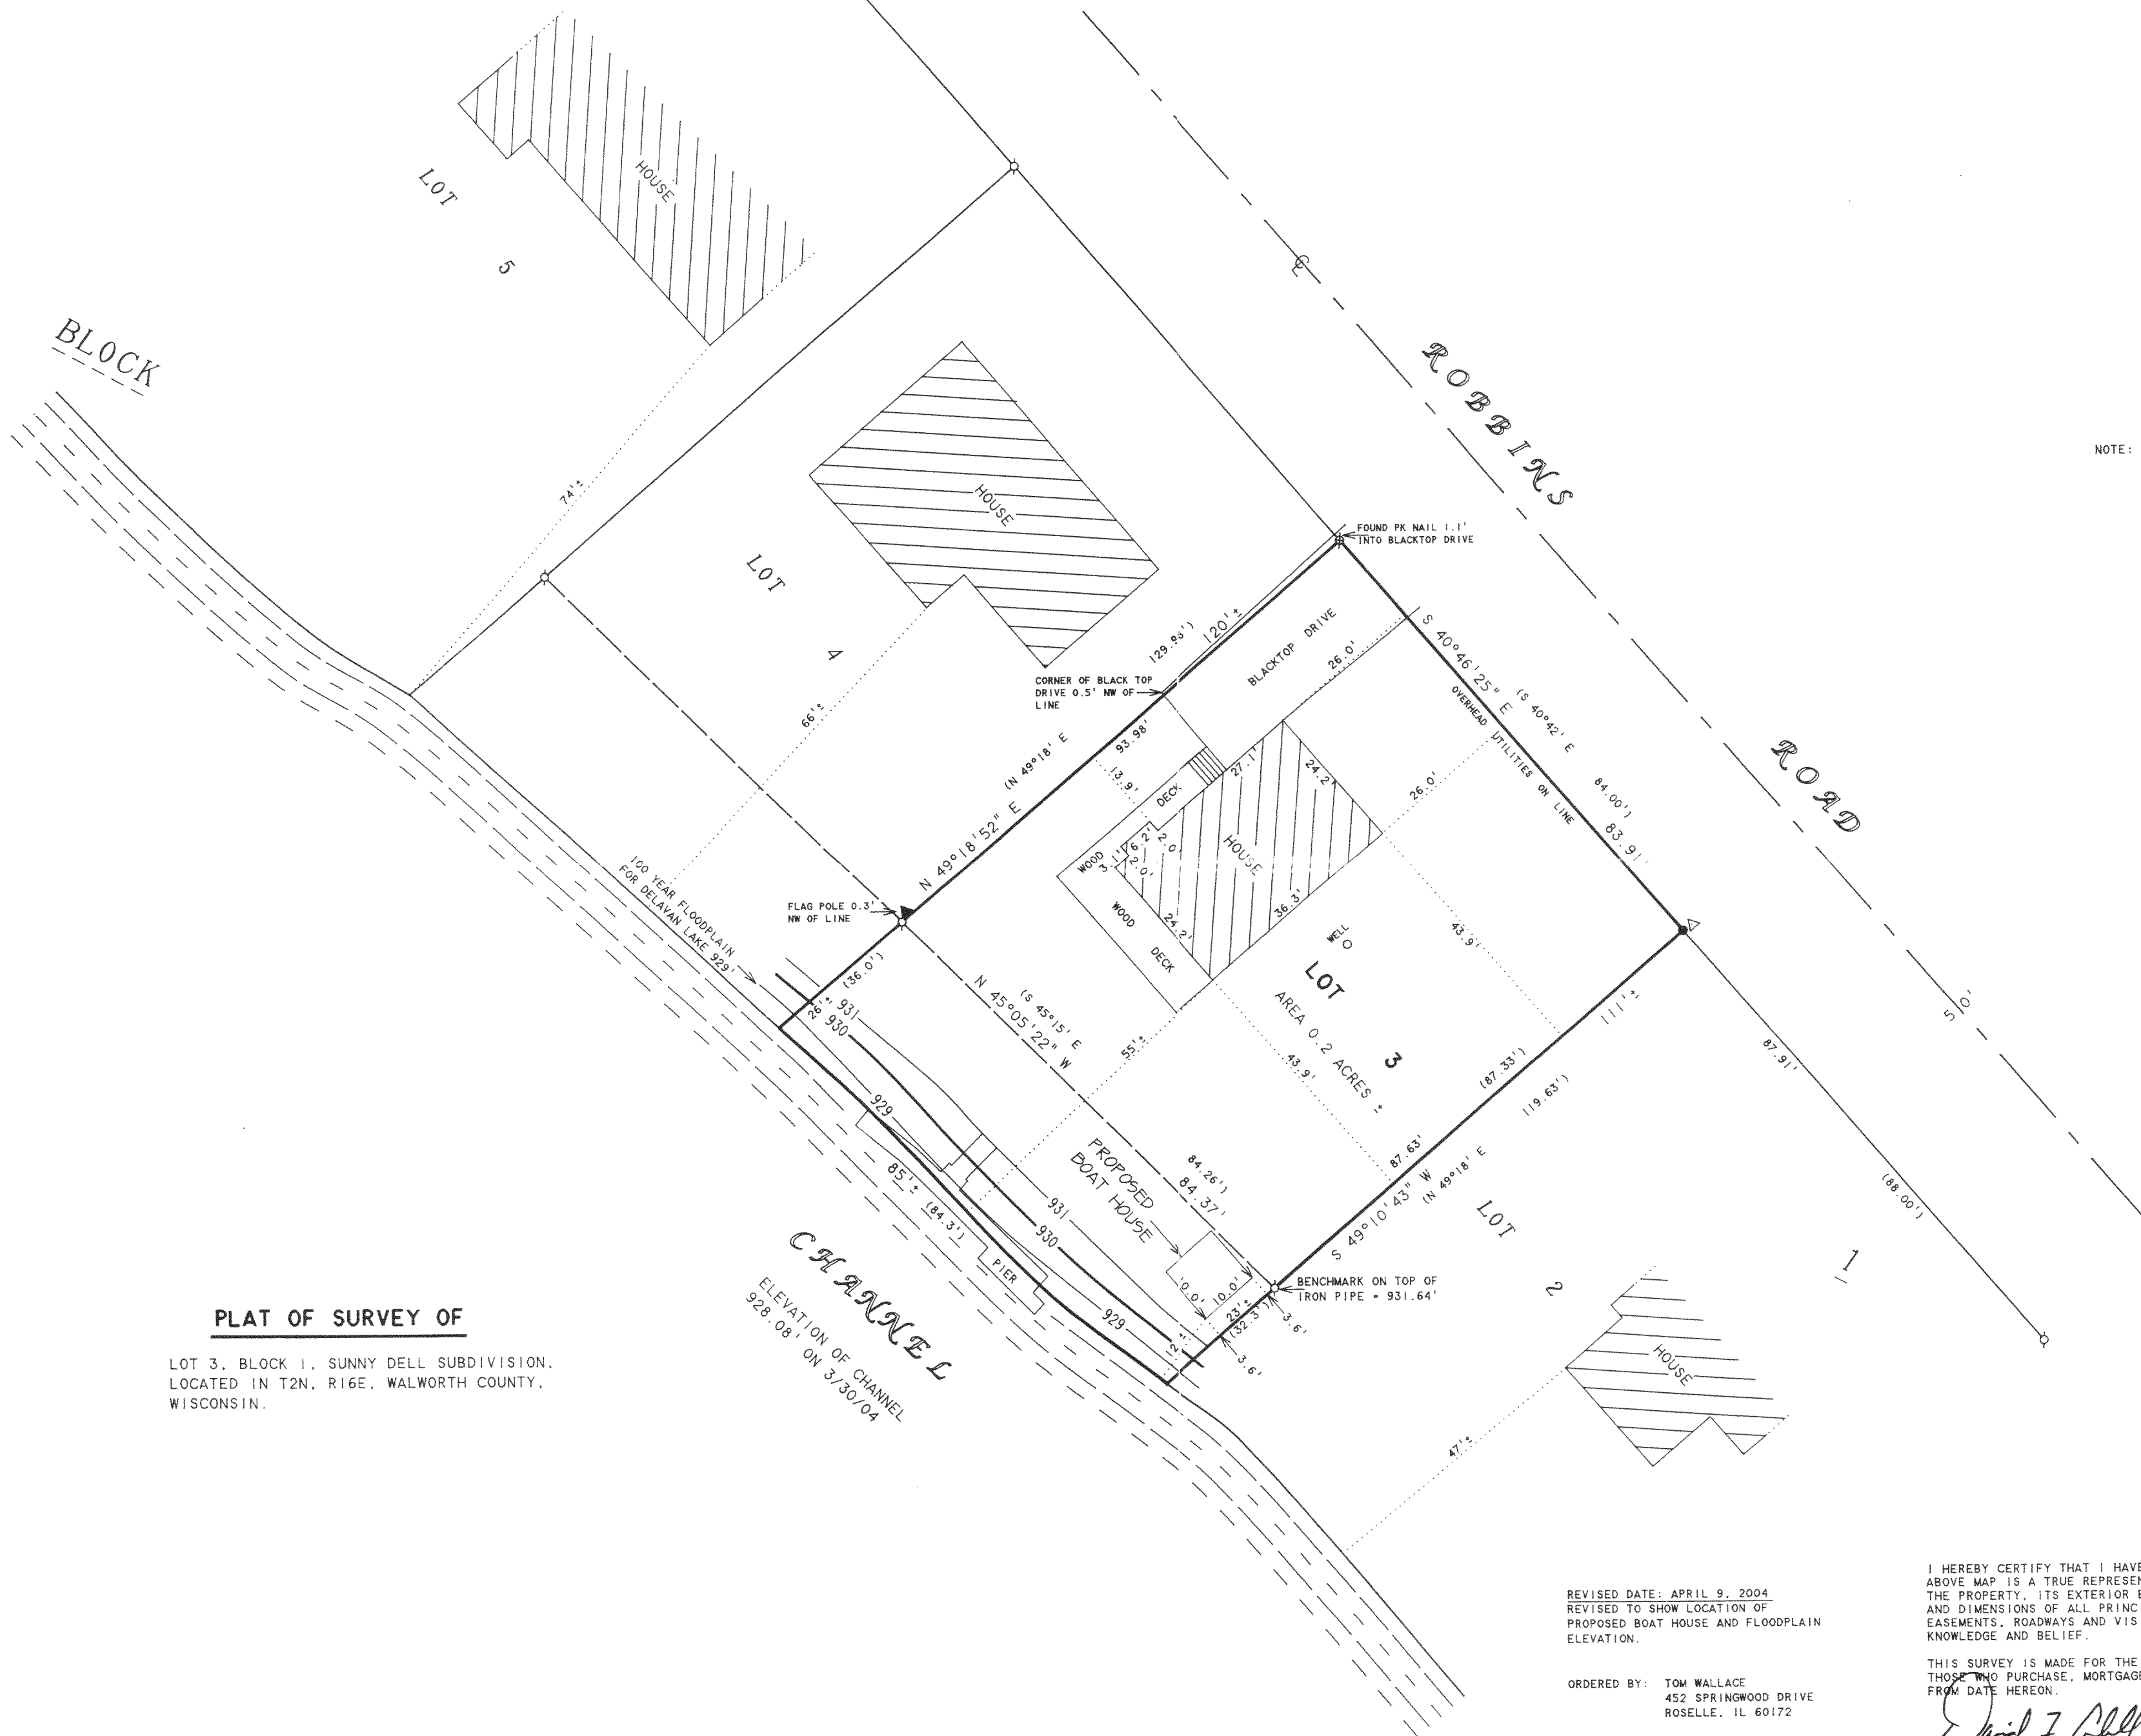 BLOCK
LOT
5
HOUSE
74'±
HOUSE
LOT
4
66'±
℄
ROBBINS
ROAD
NOTE:
FOUND PK NAIL 1.1'
INTO BLACKTOP DRIVE
120'±
BLACKTOP DRIVE
26.0'
CORNER OF BLACK TOP
DRIVE 0.5' NW OF
LINE
93.98'
(N 49°18' E
N 49°18'52" E
13.9'
S 40°46'25" E
(S 40°42' E
84.00')
83.91'
OVERHEAD UTILITIES ON LINE
DECK
WOOD
27.1'
24.2'
26.0'
3.1'
6.2'
2.0'
2.0'
HOUSE
WOOD DECK
24.2'
36.3'
43.9'
WELL
LOT
3
AREA 0.2 ACRES ±
43.9'
111'±
(87.33')
119.63')
87.63'
S 49°10'43" W
(N 49°18' E
FLAG POLE 0.3'
NW OF LINE
100 YEAR FLOODPLAIN
FOR DELAVAN LAKE 929'
(36.0')
26'±
931
930
929
N 45°05'22" W
(S 45°15' E
84.26')
84.37'
55'±
85'±
(84.3')
PIER
931
930
929
PROPOSED
BOAT HOUSE
10.0'
10.0'
23'±
(32.3')
12'±
3.6'
3.6'
BENCHMARK ON TOP OF
IRON PIPE = 931.64'
LOT
2
1
HOUSE
47'±
50'
87.91'
(88.00')
CHANNEL
ELEVATION OF CHANNEL
928.08' ON 3/30/04
PLAT OF SURVEY OF
LOT 3, BLOCK 1, SUNNY DELL SUBDIVISION,
LOCATED IN T2N, R16E, WALWORTH COUNTY,
WISCONSIN.
REVISED DATE: APRIL 9, 2004
REVISED TO SHOW LOCATION OF
PROPOSED BOAT HOUSE AND FLOODPLAIN
ELEVATION.
ORDERED BY: TOM WALLACE
452 SPRINGWOOD DRIVE
ROSELLE, IL 60172
I HEREBY CERTIFY THAT I HAVE
ABOVE MAP IS A TRUE REPRESEN
THE PROPERTY, ITS EXTERIOR
AND DIMENSIONS OF ALL PRINC
EASEMENTS, ROADWAYS AND VIS
KNOWLEDGE AND BELIEF.
THIS SURVEY IS MADE FOR THE
THOSE WHO PURCHASE, MORTGAGE
FROM DATE HEREON.